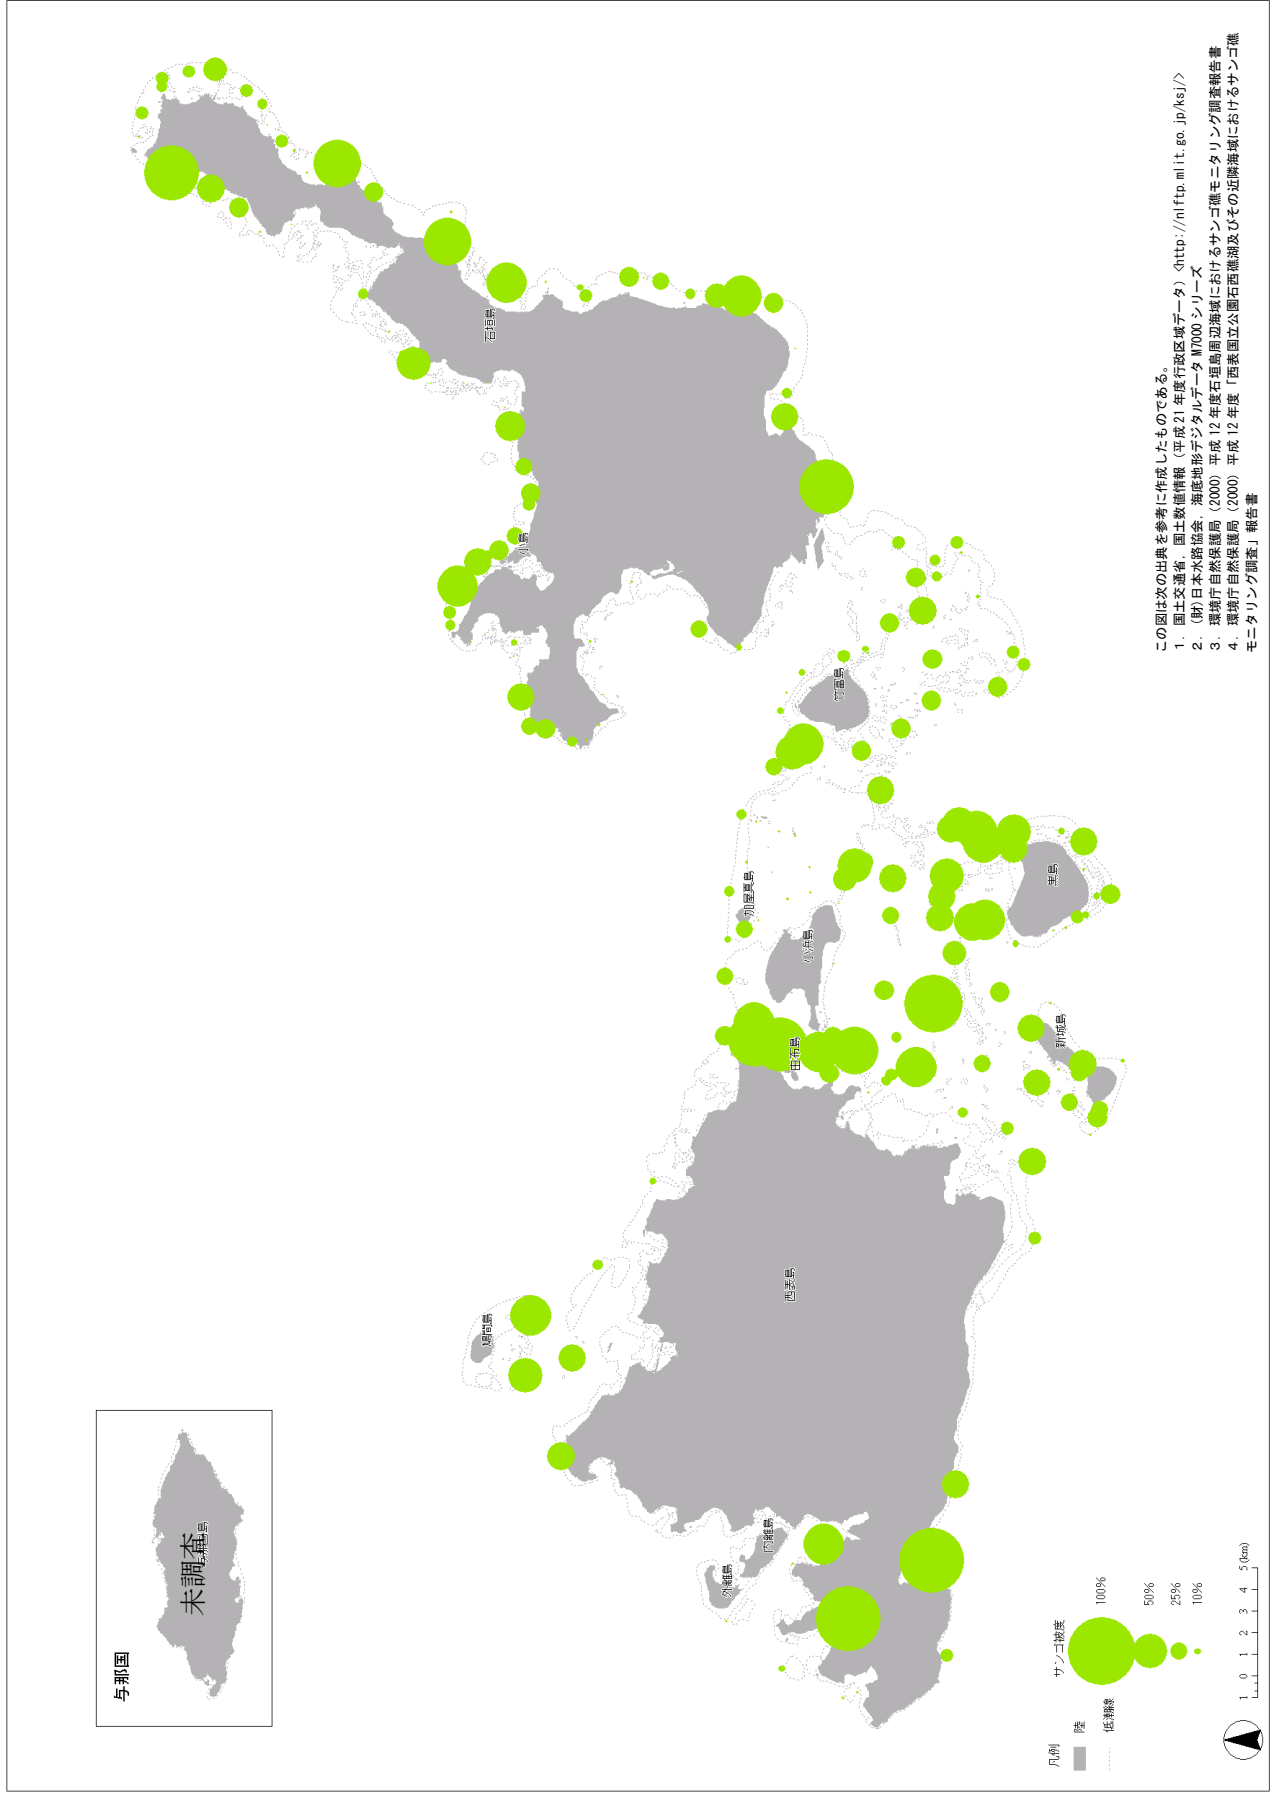 この図は次の出典を参考に作成したものである。
1. 国土交通省, 国土数値情報 (平成21年度行政区域データ) <http://nlftp.mlit.go.jp/ksj/>
2. (財)日本水路協会, 海底地形デジタルデータ M7000 シリーズ
3. 環境庁自然保護局 (2000) 平成12年度石垣島周辺海域におけるサンゴ礁モニタリング調査報告書
4. 環境庁自然保護局 (2000) 平成12年度「西表国立公園石西礁湖及びその近隣海域におけるサンゴ礁
モニタリング調査」報告書
石垣島
小島
竹富島
加屋真島
小浜島
黒島
由布島
新城島
西表島
鳩間島
内離島
外離島
与那国
未調査
凡例
陸
低潮線
サンゴ被度
100%
50%
25%
10%
1 0 1 2 3 4 5 (km)